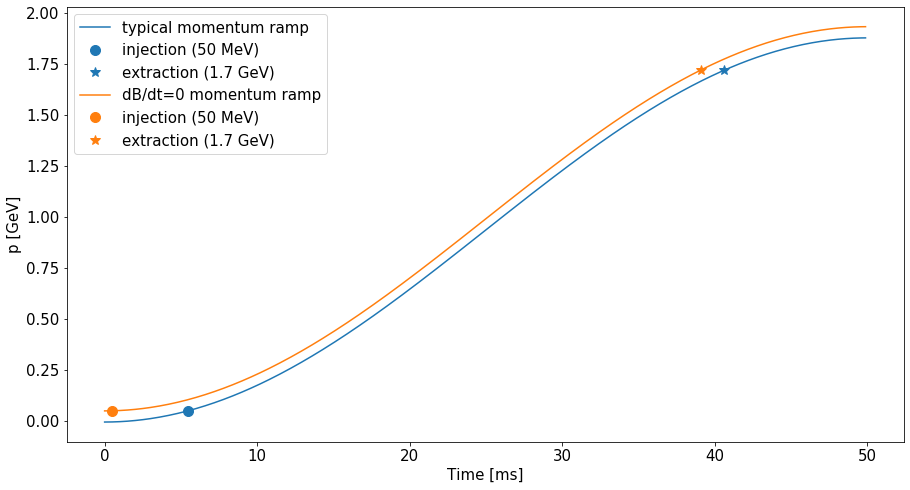 typical momentum ramp
injection (50 MeV)
extraction (1.7 GeV)
dB/dt=0 momentum ramp
injection (50 MeV)
extraction (1.7 GeV)
p [GeV]
2.00
1.75
1.50
1.25
1.00
0.75
0.50
0.25
0.00
0 10 20 30 40 50
Time [ms]